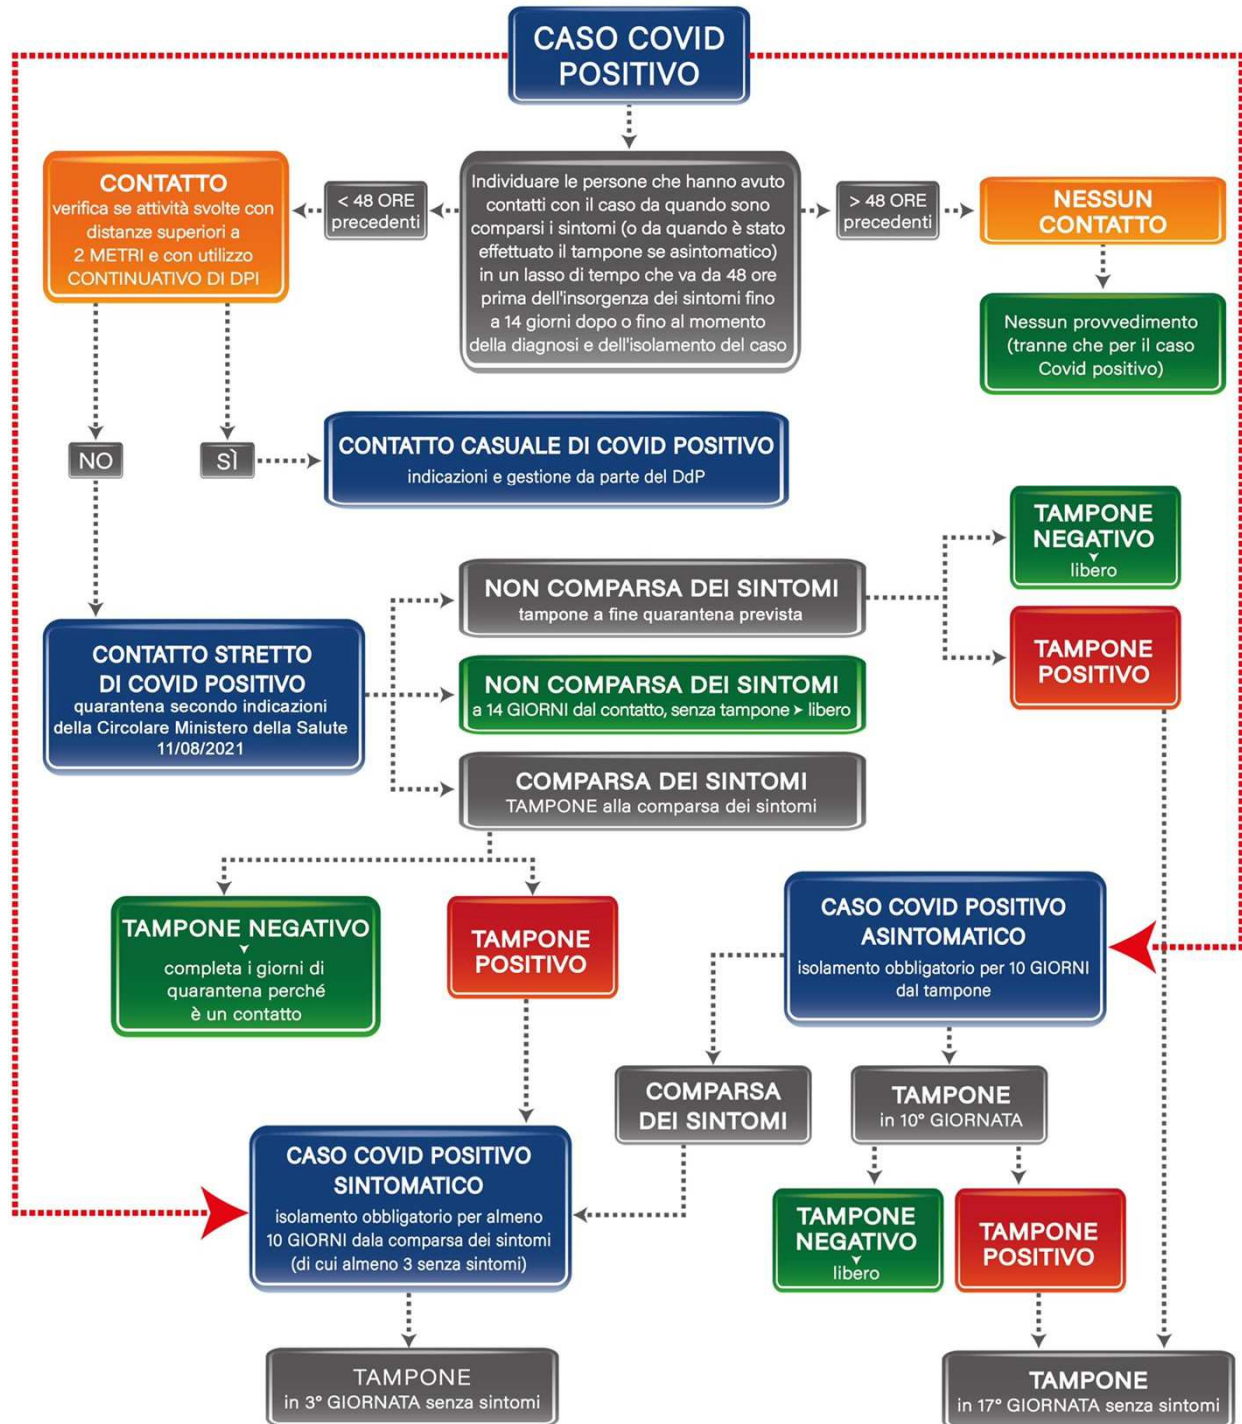 CASO COVID
POSITIVO
CONTATTO
verifica se attività svolte con
distanze superiori a
2 METRI e con utilizzo
CONTINUATIVO DI DPI
< 48 ORE
precedenti
Individuare le persone che hanno avuto
contatti con il caso da quando sono
comparsi i sintomi (o da quando è stato
effettuato il tampone se asintomatico)
in un lasso di tempo che va da 48 ore
prima dell'insorgenza dei sintomi fino
a 14 giorni dopo o fino al momento
della diagnosi e dell'isolamento del caso
> 48 ORE
precedenti
NESSUN
CONTATTO
Nessun provvedimento
(tranne che per il caso
Covid positivo)
NO
SÌ
CONTATTO CASUALE DI COVID POSITIVO
indicazioni e gestione da parte del DdP
CONTATTO STRETTO
DI COVID POSITIVO
quarantena secondo indicazioni
della Circolare Ministero della Salute
11/08/2021
NON COMPARSA DEI SINTOMI
tampone a fine quarantena prevista
TAMPONE
NEGATIVO
libero
TAMPONE
POSITIVO
NON COMPARSA DEI SINTOMI
a 14 GIORNI dal contatto, senza tampone ➤ libero
COMPARSA DEI SINTOMI
TAMPONE alla comparsa dei sintomi
TAMPONE NEGATIVO
completa i giorni di
quarantena perché
è un contatto
TAMPONE
POSITIVO
CASO COVID POSITIVO
ASINTOMATICO
isolamento obbligatorio per 10 GIORNI
dal tampone
COMPARSA
DEI SINTOMI
TAMPONE
in 10° GIORNATA
CASO COVID POSITIVO
SINTOMATICO
isolamento obbligatorio per almeno
10 GIORNI dala comparsa dei sintomi
(di cui almeno 3 senza sintomi)
TAMPONE
NEGATIVO
libero
TAMPONE
POSITIVO
TAMPONE
in 3° GIORNATA senza sintomi
TAMPONE
in 17° GIORNATA senza sintomi